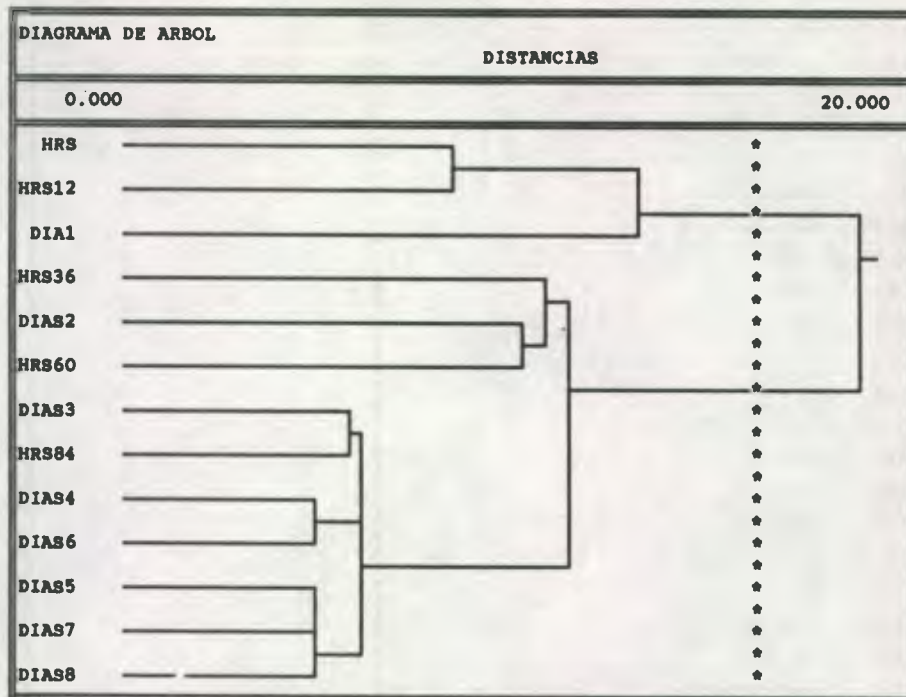 DIAGRAMA DE ARBOL
DISTANCIAS
0.000 20.000
HRS
HRS12
DIA1
HRS36
DIAS2
HRS60
DIAS3
HRS84
DIAS4
DIAS6
DIAS5
DIAS7
DIAS8